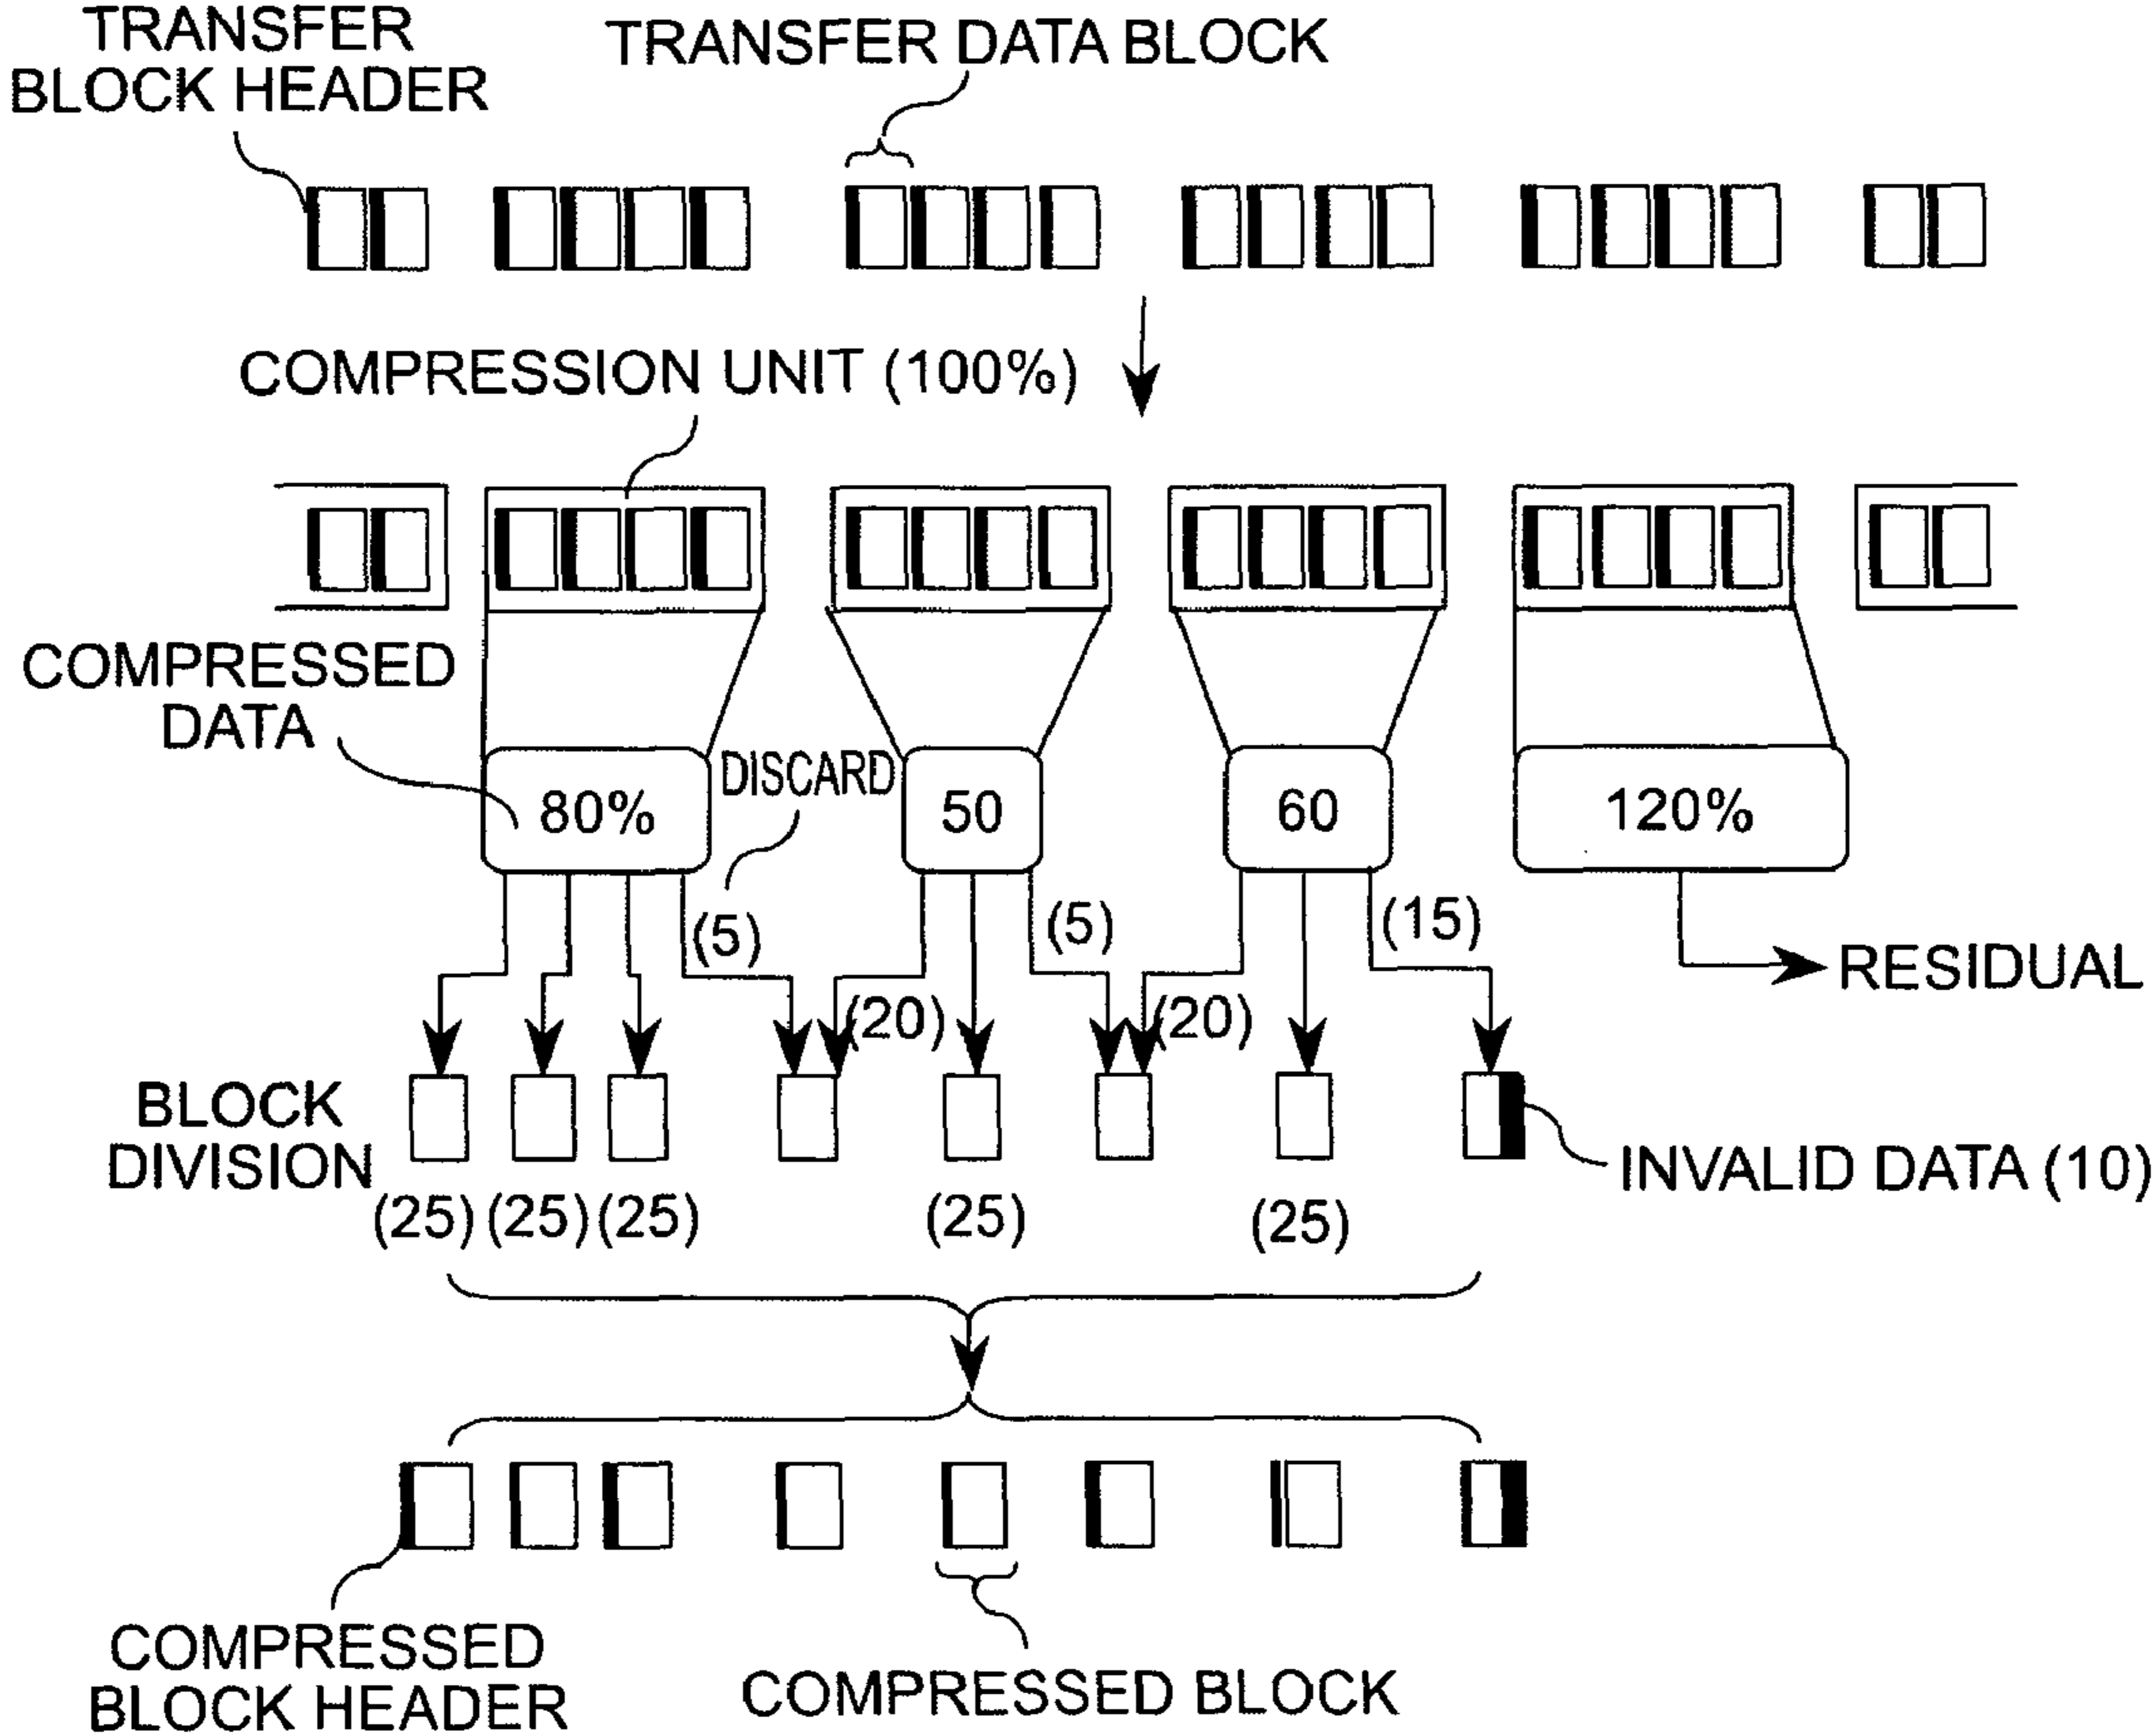 TRANSFER
BLOCK HEADER
TRANSFER DATA BLOCK
COMPRESSION UNIT (100%)
COMPRESSED
DATA
80%
DISCARD
50
60
120%
(5)
(5)
(15)
RESIDUAL
(20)
(20)
BLOCK
DIVISION
INVALID DATA (10)
(25) (25) (25)
(25)
(25)
COMPRESSED
BLOCK HEADER
COMPRESSED BLOCK